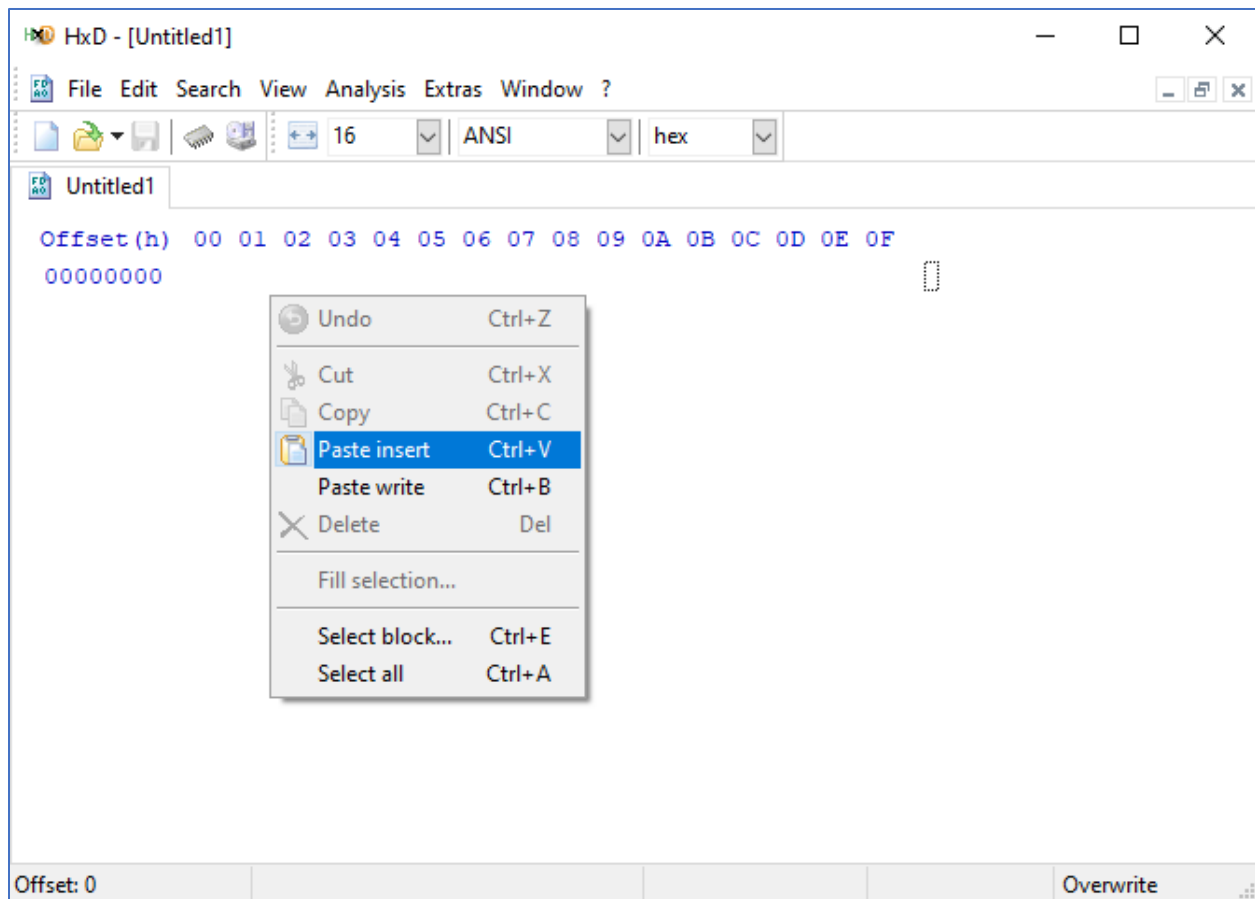 HxD - [Untitled1]
File Edit Search View Analysis Extras Window ?
16 ANSI hex
Untitled1
Offset(h) 00 01 02 03 04 05 06 07 08 09 0A 0B 0C 0D 0E 0F
00000000
Undo Ctrl+Z
Cut Ctrl+X
Copy Ctrl+C
Paste insert Ctrl+V
Paste write Ctrl+B
Delete Del
Fill selection...
Select block... Ctrl+E
Select all Ctrl+A
Offset: 0 Overwrite